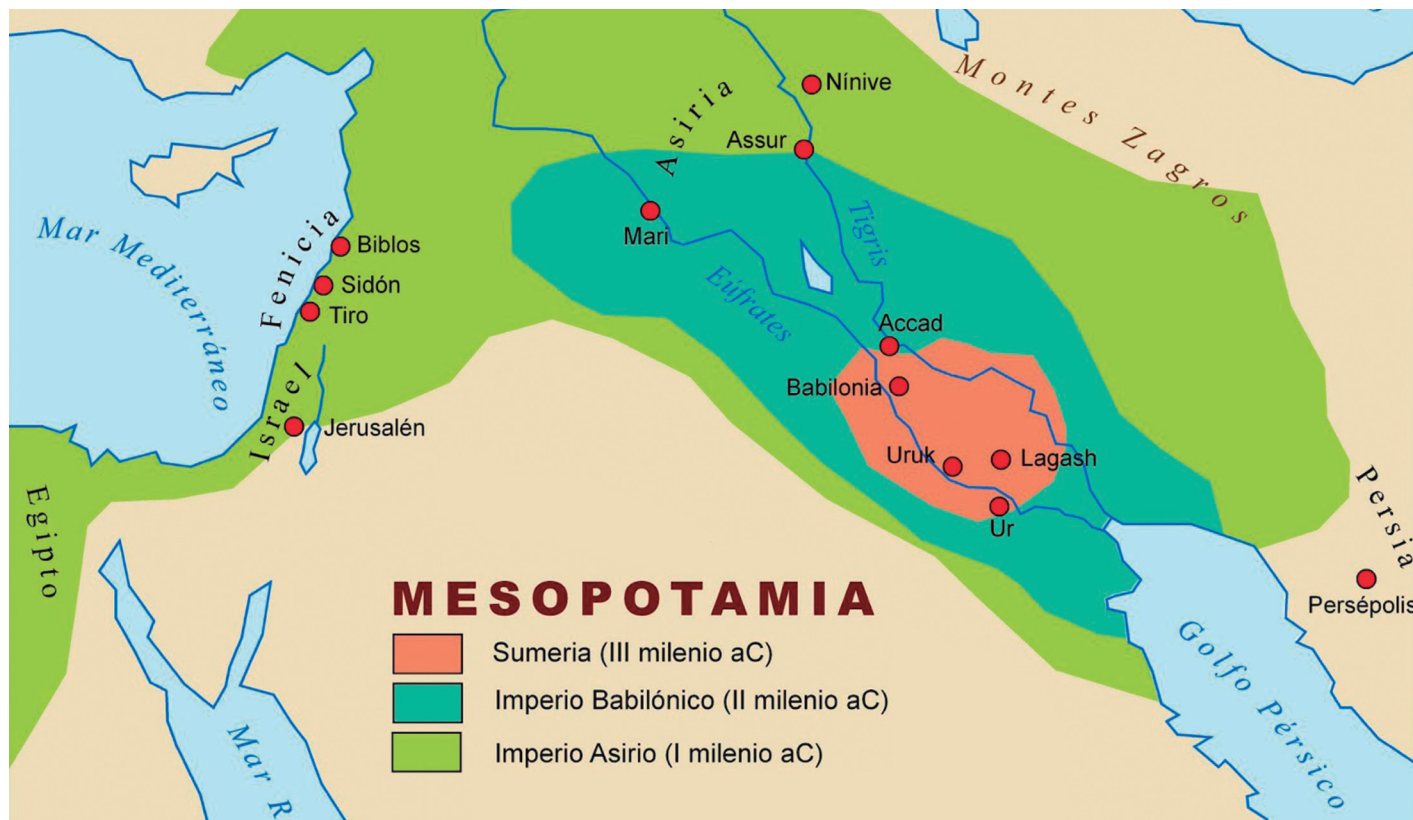 Montes Zagros
Nínive
Asiria
Assur
Mari
Tigris
Eúfrates
Mar Mediterráneo
Fenicia
Biblos
Sidón
Tiro
Israel
Jerusalén
Accad
Babilonia
Uruk
Lagash
Ur
Egipto
Persia
Persépolis
Golfo Pérsico
Mar R
MESOPOTAMIA
Sumeria (III milenio aC)
Imperio Babilónico (II milenio aC)
Imperio Asirio (I milenio aC)